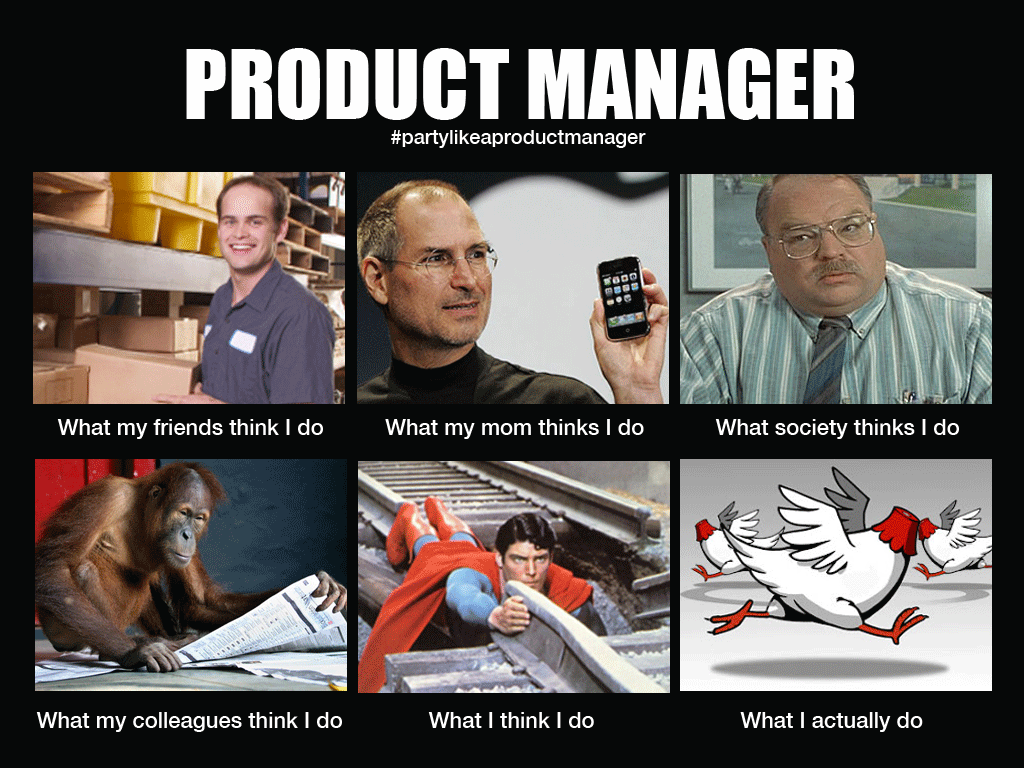 PRODUCT MANAGER
#partylikeaproductmanager
What my friends think I do
What my mom thinks I do
What society thinks I do
What my colleagues think I do
What I think I do
What I actually do